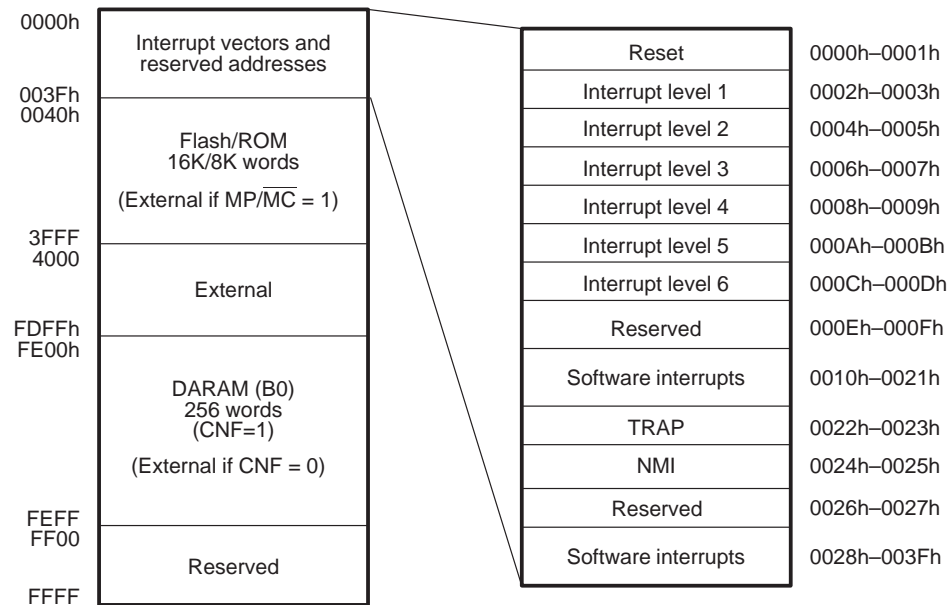 0000h
Interrupt vectors and
reserved addresses
003Fh
0040h
Flash/ROM
16K/8K words
(External if MP/M̅C̅ = 1)
3FFF
4000
External
FDFFh
FE00h
DARAM (B0)
256 words
(CNF=1)
(External if CNF = 0)
FEFF
FF00
Reserved
FFFF
Reset 0000h–0001h
Interrupt level 1 0002h–0003h
Interrupt level 2 0004h–0005h
Interrupt level 3 0006h–0007h
Interrupt level 4 0008h–0009h
Interrupt level 5 000Ah–000Bh
Interrupt level 6 000Ch–000Dh
Reserved 000Eh–000Fh
Software interrupts 0010h–0021h
TRAP 0022h–0023h
NMI 0024h–0025h
Reserved 0026h–0027h
Software interrupts 0028h–003Fh